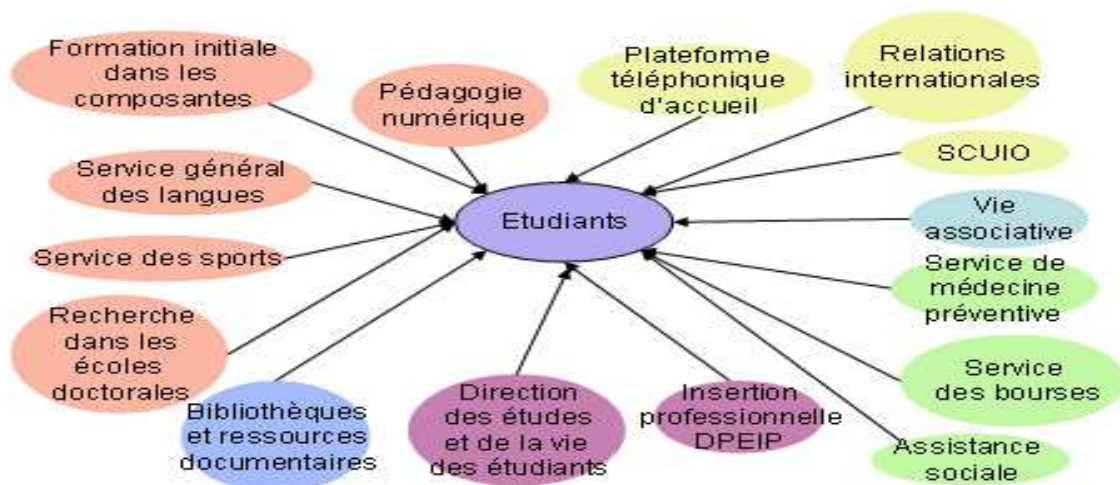 Formation initiale
dans les
composantes
Pédagogie
numérique
Plateforme
téléphonique
d'accueil
Relations
internationales
SCUIO
Service général
des langues
Etudiants
Vie
associative
Service des sports
Service de
médecine
préventive
Recherche
dans les
écoles
doctorales
Service
des bourses
Bibliothèques
et ressources
documentaires
Direction
des études
et de la vie
des étudiants
Insertion
professionnelle
DPEIP
Assistance
sociale